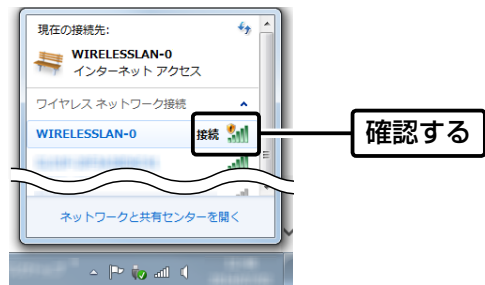 現在の接続先:
WIRELESSLAN-0
インターネット アクセス
ワイヤレス ネットワーク接続
WIRELESSLAN-0 接続
確認する
ネットワークと共有センターを開く